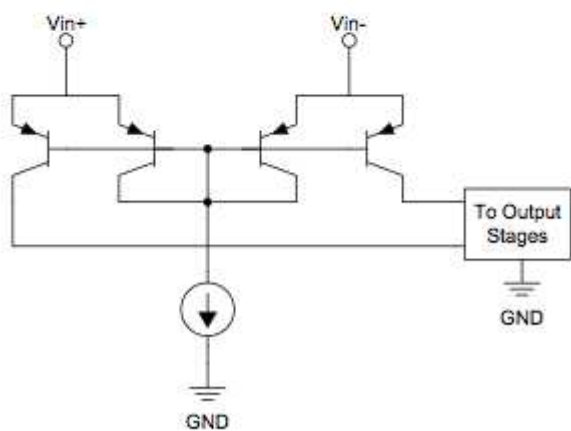 Vin+
Vin-
To Output
Stages
GND
GND